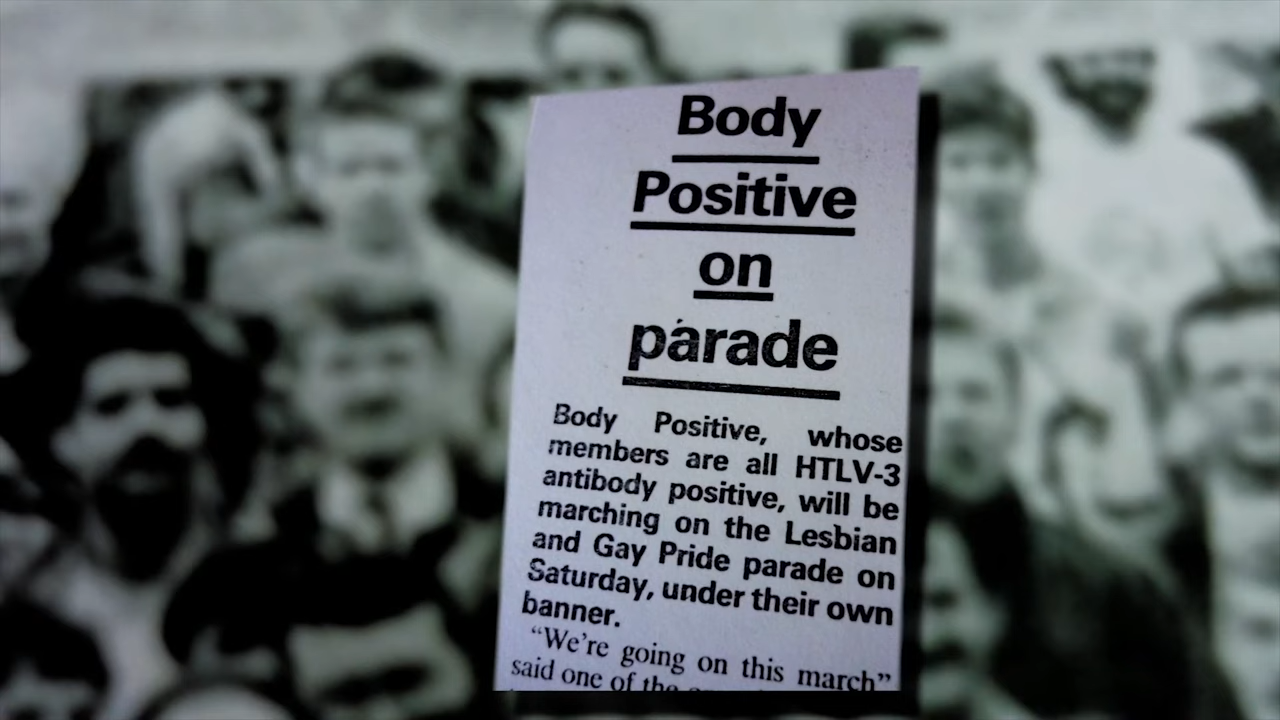 Body
Positive
on
parade
Body Positive, whose
members are all HTLV-3
antibody positive, will be
marching on the Lesbian
and Gay Pride parade on
Saturday, under their own
banner.
“We're going on this march”
said one of the